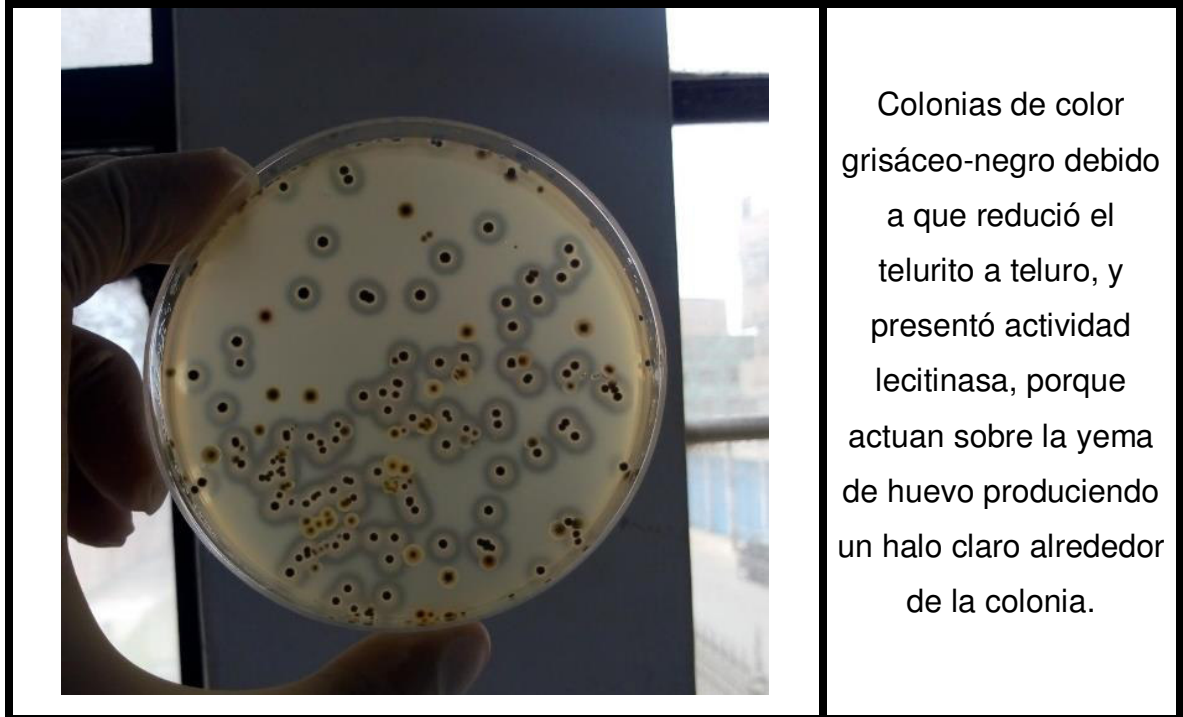 Colonias de color
grisáceo-negro debido
a que redució el
telurito a teluro, y
presentó actividad
lecitinasa, porque
actuan sobre la yema
de huevo produciendo
un halo claro alrededor
de la colonia.